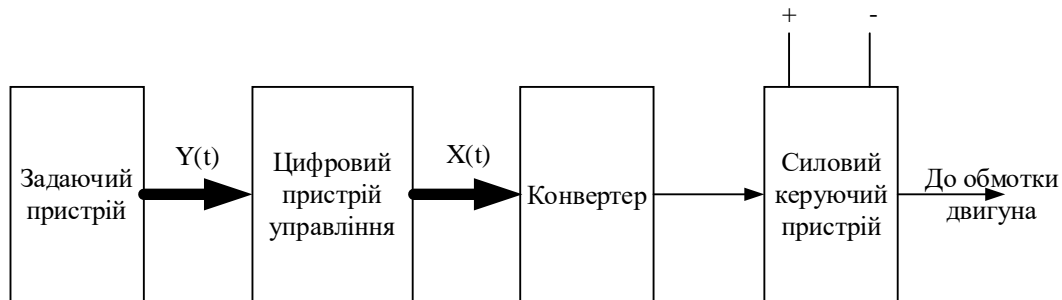 + -
Задаючий
пристрій
Y(t)
Цифровий
пристрій
управління
X(t)
Конвертер
Силовий
керуючий
пристрій
До обмотки
двигуна